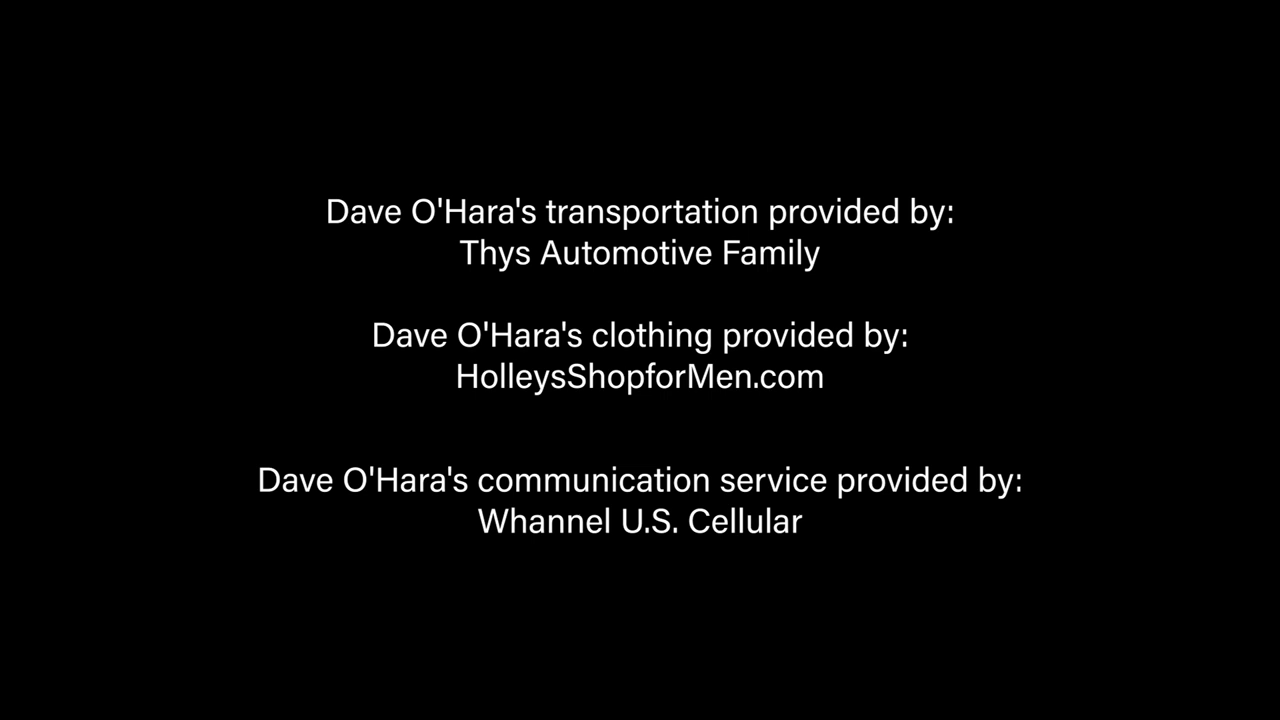 Dave O'Hara's transportation provided by:
Thys Automotive Family
Dave O'Hara's clothing provided by:
HolleysShopforMen.com
Dave O'Hara's communication service provided by:
Whannel U.S. Cellular